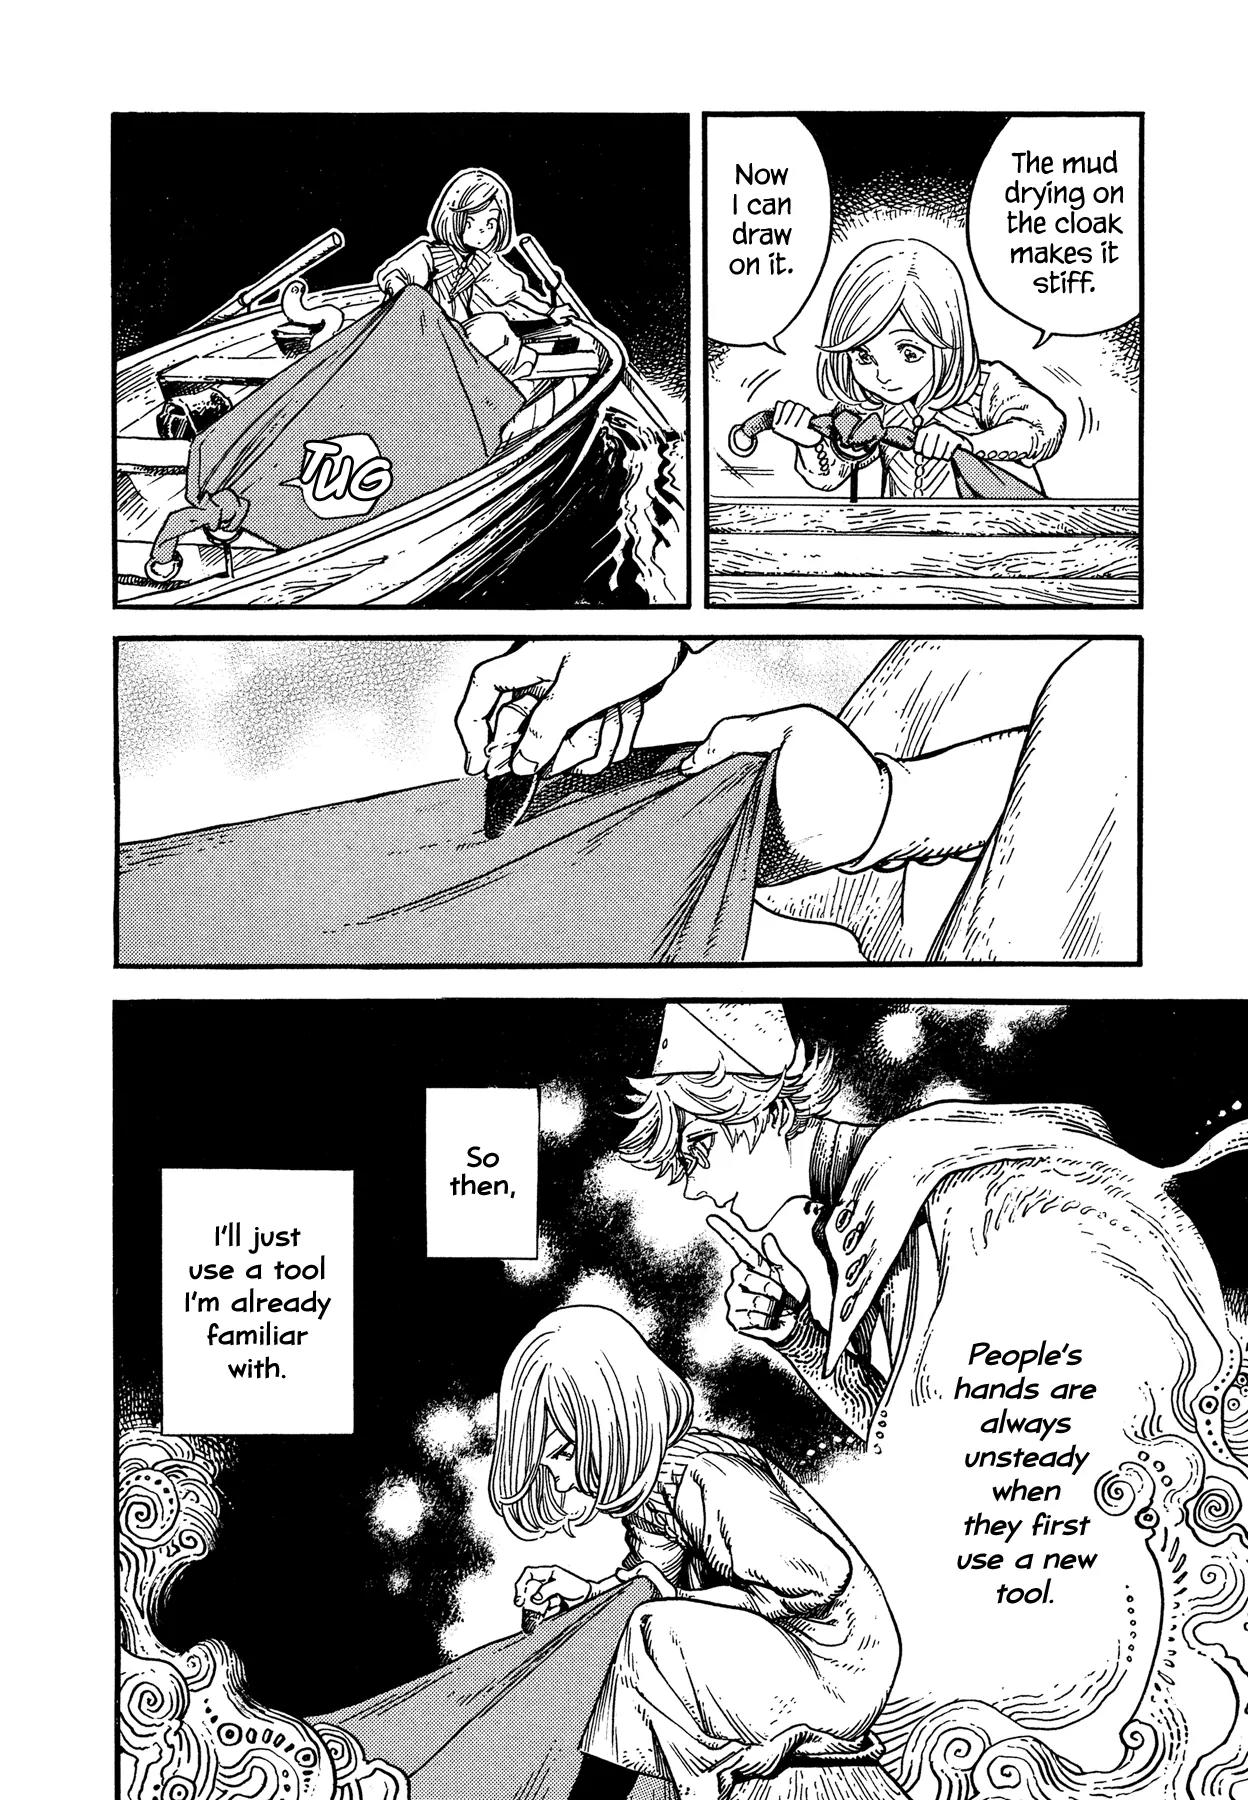 The mud
drying on
the cloak
makes it
stiff.
Now
I can
draw
on it.
TUG
People's
hands are
always
unsteady
when
they first
use a new
tool.
So
then,
I'll just
use a tool
I'm already
familiar
with.